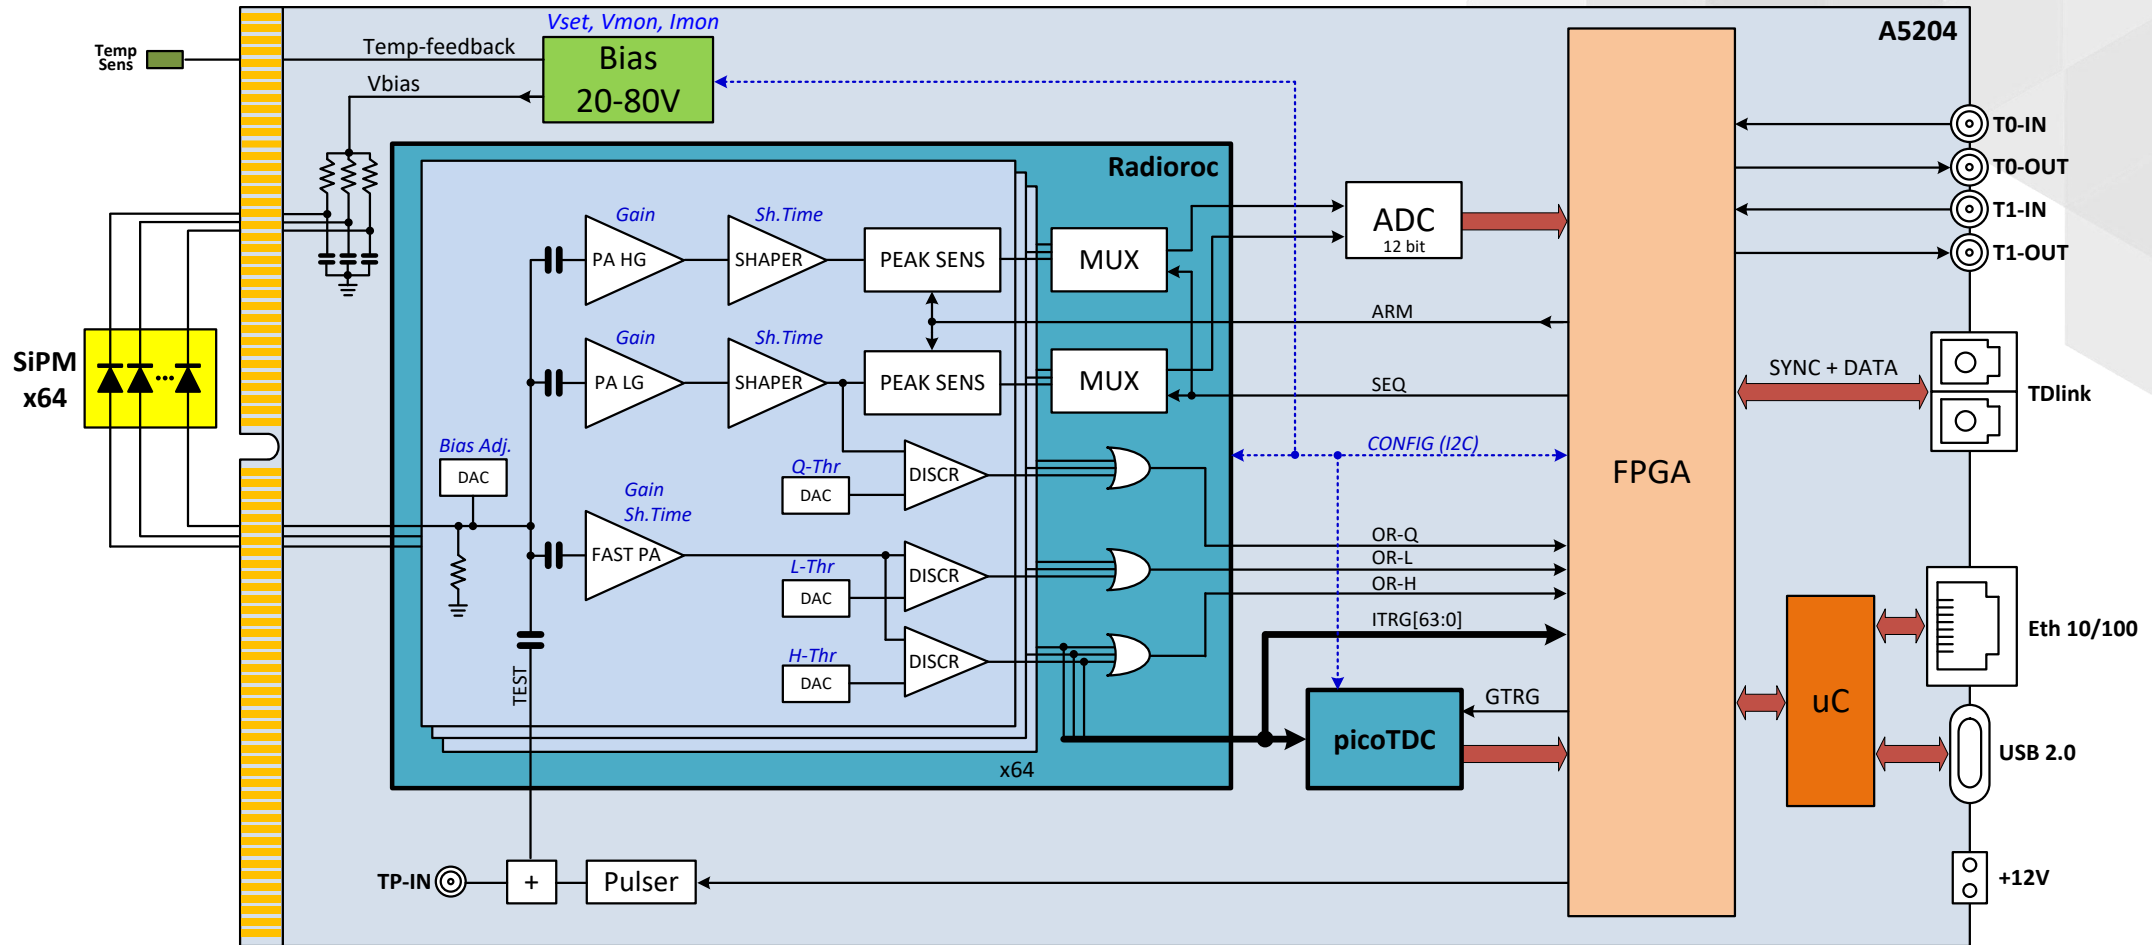 Vset, Vmon, Imon
A5204
Temp
Sens
Temp-feedback
Bias
20-80V
Vbias
T0-IN
T0-OUT
T1-IN
T1-OUT
Radioroc
Gain
Sh.Time
PA HG
SHAPER
PEAK SENS
MUX
ADC
12 bit
ARM
Gain
Sh.Time
PA LG
SHAPER
PEAK SENS
MUX
SEQ
SiPM
x64
SYNC + DATA
TDlink
Bias Adj.
DAC
Q-Thr
DAC
DISCR
CONFIG (I2C)
FPGA
Gain
Sh.Time
FAST PA
L-Thr
DAC
DISCR
OR-Q
OR-L
OR-H
ITRG[63:0]
H-Thr
DAC
DISCR
TEST
x64
GTRG
picoTDC
uC
Eth 10/100
USB 2.0
TP-IN
+
Pulser
+12V